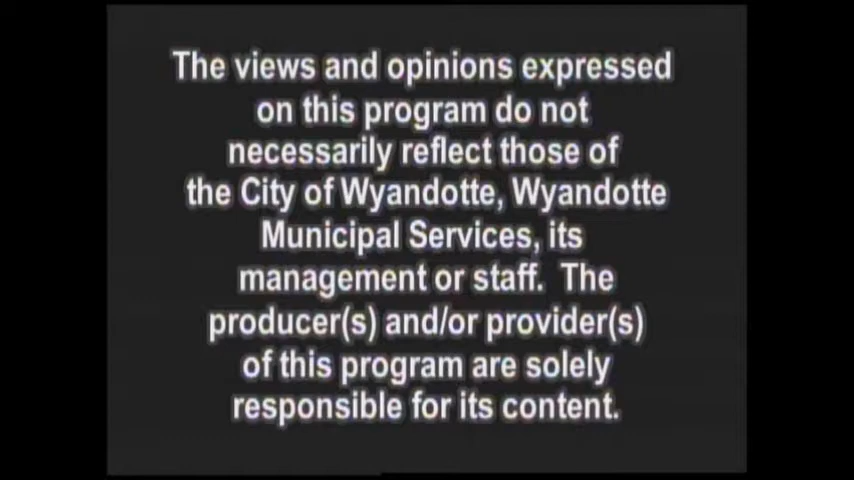 The views and opinions expressed
on this program do not
necessarily reflect those of
the City of Wyandotte, Wyandotte
Municipal Services, its
management or staff.  The
producer(s) and/or provider(s)
of this program are solely
responsible for its content.